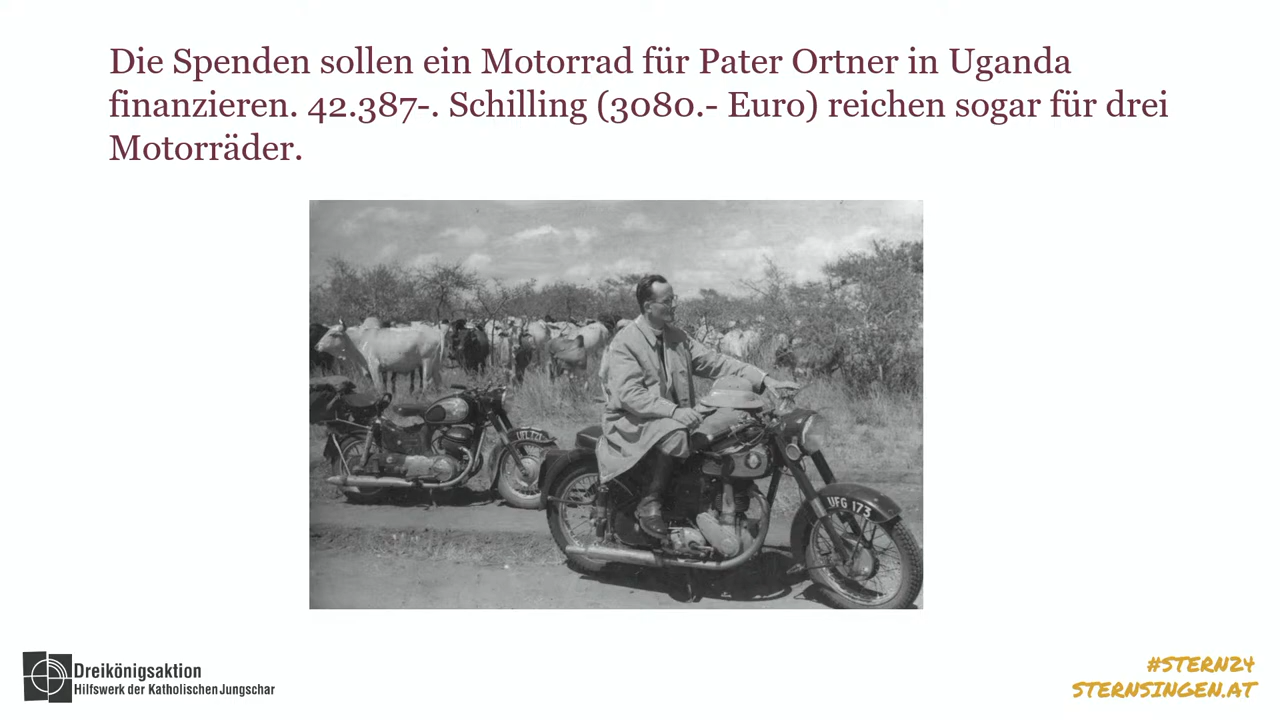 Die Spenden sollen ein Motorrad für Pater Ortner in Uganda
finanzieren. 42.387-. Schilling (3080.- Euro) reichen sogar für drei
Motorräder.
UFG 173
Dreikönigsaktion
Hilfswerk der Katholischen Jungschar
#STERN24
STERNSINGEN.AT